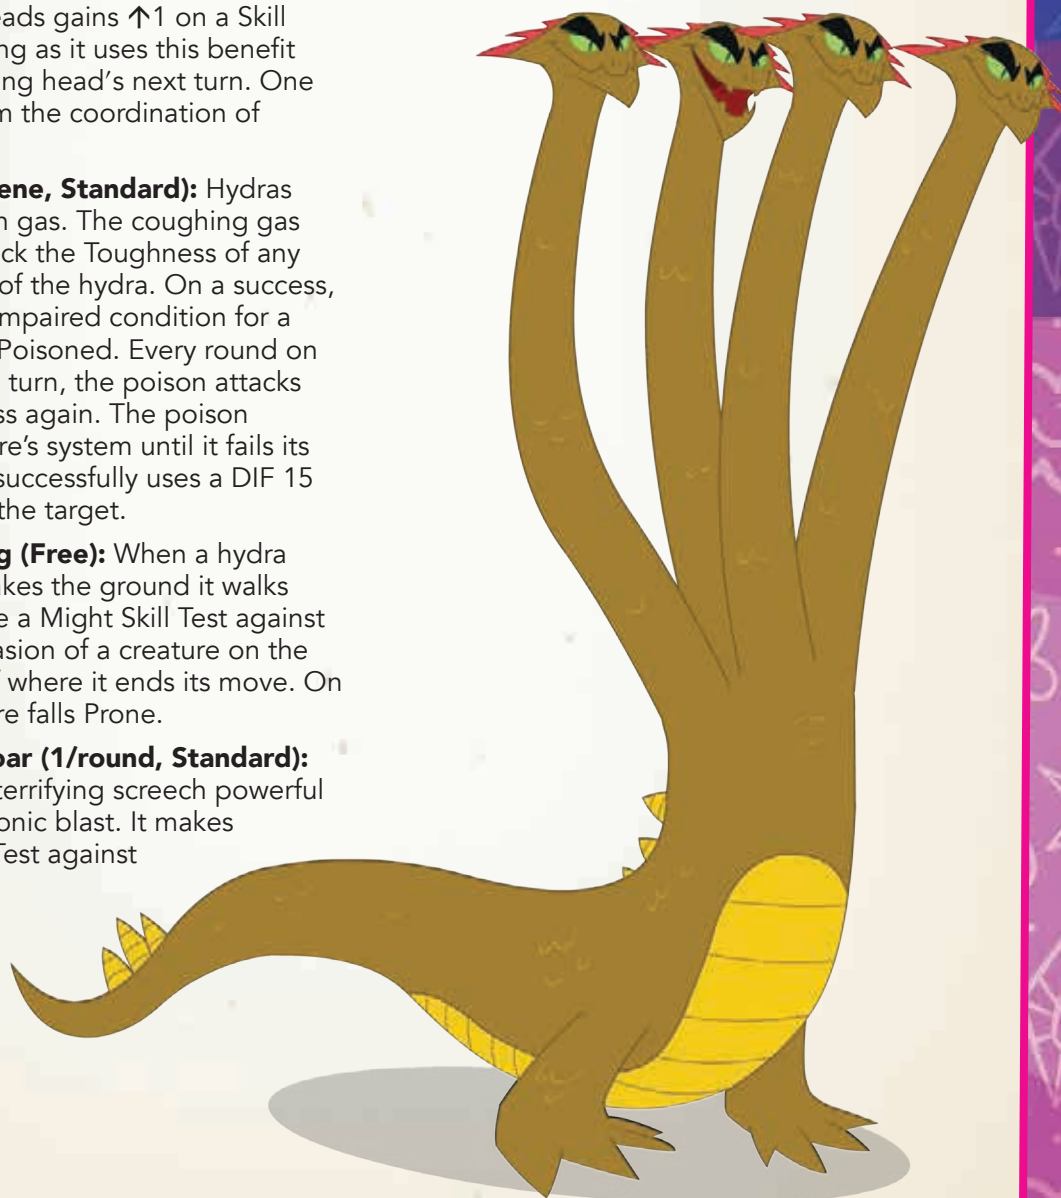 eads gains ↑1 on a Skill
ng as it uses this benefit
ing head’s next turn. One
m the coordination of
ene, Standard): Hydras
n gas. The coughing gas
ck the Toughness of any
of the hydra. On a success,
mpaired condition for a
Poisoned. Every round on
turn, the poison attacks
ss again. The poison
re’s system until it fails its
successfully uses a DIF 15
the target.
g (Free): When a hydra
akes the ground it walks
e a Might Skill Test against
asion of a creature on the
f where it ends its move. On
re falls Prone.
oar (1/round, Standard):
terrifying screech powerful
onic blast. It makes
Test against